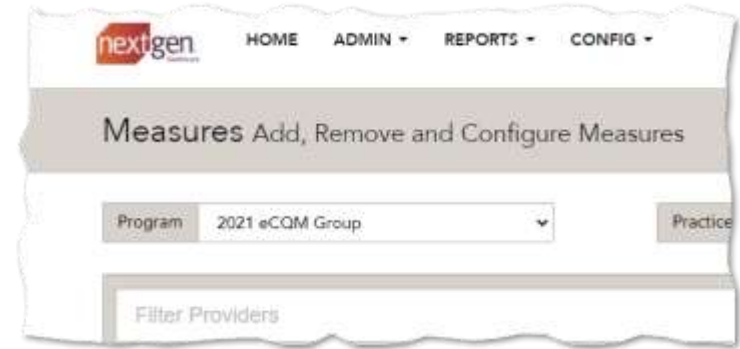 nextgen HOME ADMIN REPORTS CONFIG
Measures Add, Remove and Configure Measures
Program 2021 eCQM Group Practice
Filter Providers